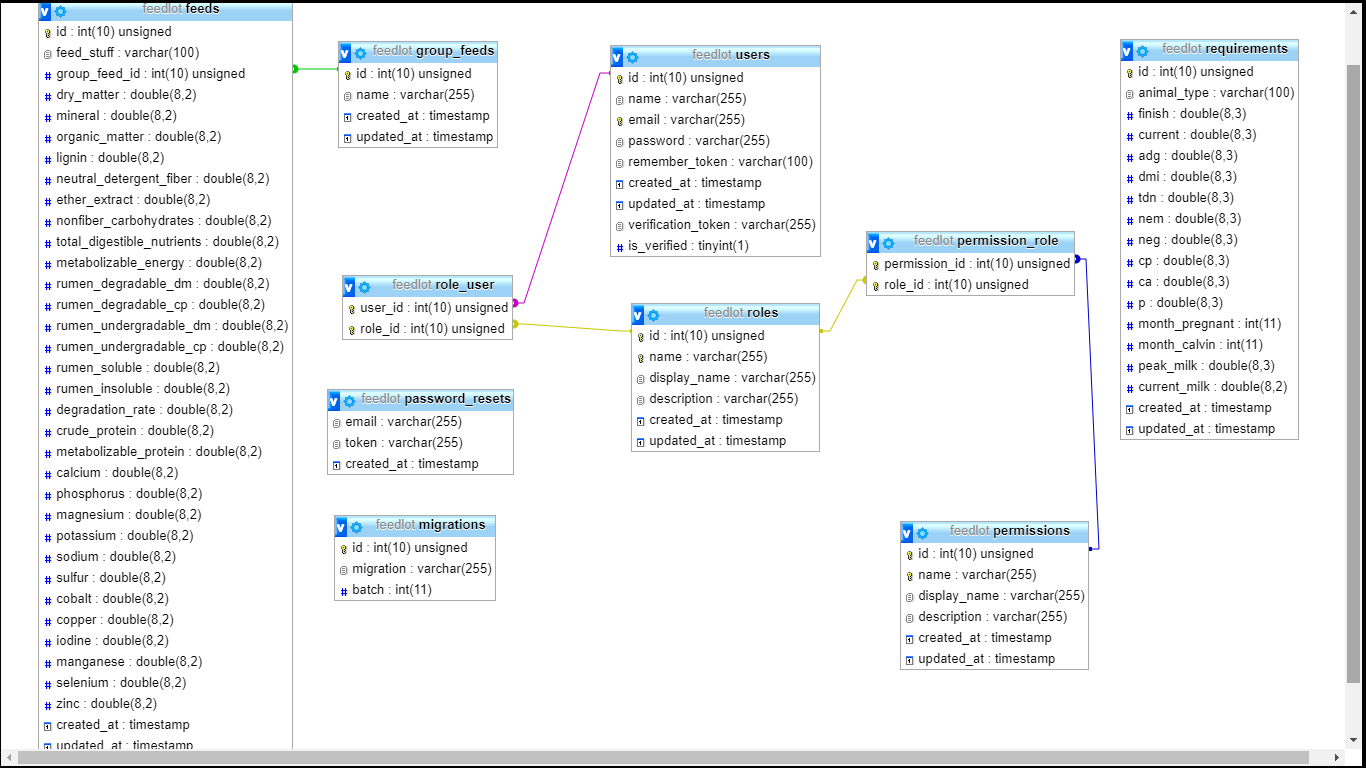 feedlot feeds
id : int(10) unsigned
feed_stuff : varchar(100)
group_feed_id : int(10) unsigned
dry_matter : double(8,2)
mineral : double(8,2)
organic_matter : double(8,2)
lignin : double(8,2)
neutral_detergent_fiber : double(8,2)
ether_extract : double(8,2)
nonfiber_carbohydrates : double(8,2)
total_digestible_nutrients : double(8,2)
metabolizable_energy : double(8,2)
rumen_degradable_dm : double(8,2)
rumen_degradable_cp : double(8,2)
rumen_undergradable_dm : double(8,2)
rumen_undergradable_cp : double(8,2)
rumen_soluble : double(8,2)
rumen_insoluble : double(8,2)
degradation_rate : double(8,2)
crude_protein : double(8,2)
metabolizable_protein : double(8,2)
calcium : double(8,2)
phosphorus : double(8,2)
magnesium : double(8,2)
potassium : double(8,2)
sodium : double(8,2)
sulfur : double(8,2)
cobalt : double(8,2)
copper : double(8,2)
iodine : double(8,2)
manganese : double(8,2)
selenium : double(8,2)
zinc : double(8,2)
created_at : timestamp
updated_at : timestamp
feedlot group_feeds
id : int(10) unsigned
name : varchar(255)
created_at : timestamp
updated_at : timestamp
feedlot role_user
user_id : int(10) unsigned
role_id : int(10) unsigned
feedlot password_resets
email : varchar(255)
token : varchar(255)
created_at : timestamp
feedlot migrations
id : int(10) unsigned
migration : varchar(255)
batch : int(11)
feedlot users
id : int(10) unsigned
name : varchar(255)
email : varchar(255)
password : varchar(255)
remember_token : varchar(100)
created_at : timestamp
updated_at : timestamp
verification_token : varchar(255)
is_verified : tinyint(1)
feedlot roles
id : int(10) unsigned
name : varchar(255)
display_name : varchar(255)
description : varchar(255)
created_at : timestamp
updated_at : timestamp
feedlot permission_role
permission_id : int(10) unsigned
role_id : int(10) unsigned
feedlot permissions
id : int(10) unsigned
name : varchar(255)
display_name : varchar(255)
description : varchar(255)
created_at : timestamp
updated_at : timestamp
feedlot requirements
id : int(10) unsigned
animal_type : varchar(100)
finish : double(8,3)
current : double(8,3)
adg : double(8,3)
dmi : double(8,3)
tdn : double(8,3)
nem : double(8,3)
neg : double(8,3)
cp : double(8,3)
ca : double(8,3)
p : double(8,3)
month_pregnant : int(11)
month_calvin : int(11)
peak_milk : double(8,3)
current_milk : double(8,2)
created_at : timestamp
updated_at : timestamp